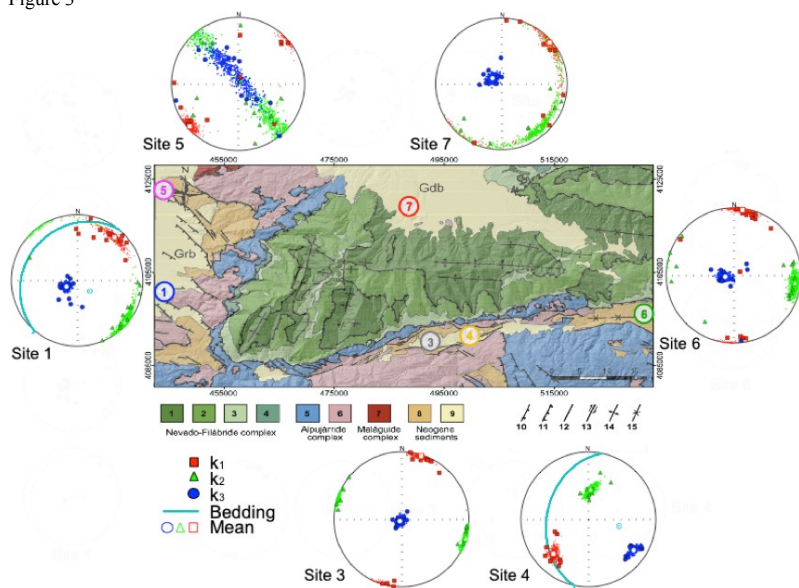 Figure 3
N
N
Site 5
Site 7
455000
475000
495000
515000
N
4125000
4125000
5
Gdb
7
N
N
Grb
4105000
4105000
1
6
3
4
Site 1
Site 6
4085000
4085000
455000
475000
495000
515000
1 2 3 4 5 6 7 8 9
10 11 12 13 14 15
Nevado-Filábride complex
Alpujárride complex
Maláguide complex
Neogene sediments
k1
k2
k3
Bedding
Mean
N
N
Site 3
Site 4